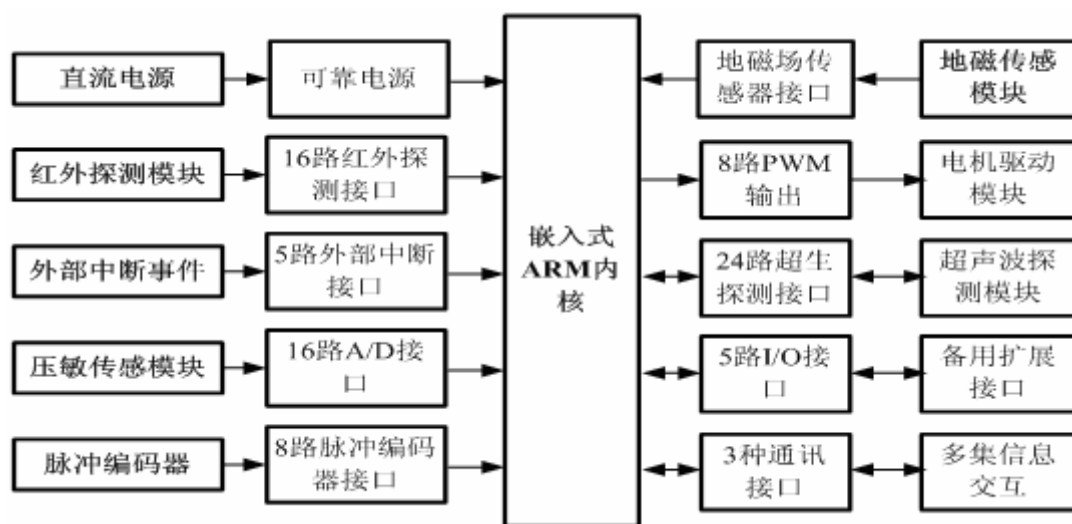 直流电源
可靠电源
地磁场传
感器接口
地磁传感
模块
红外探测模块
16路红外探
测接口
8路PWM
输出
电机驱动
模块
嵌入式
ARM内
核
外部中断事件
5路外部中断
接口
24路超生
探测接口
超声波探
测模块
压敏传感模块
16路A/D接
口
5路I/O接
口
备用扩展
接口
脉冲编码器
8路脉冲编码
器接口
3种通讯
接口
多集信息
交互